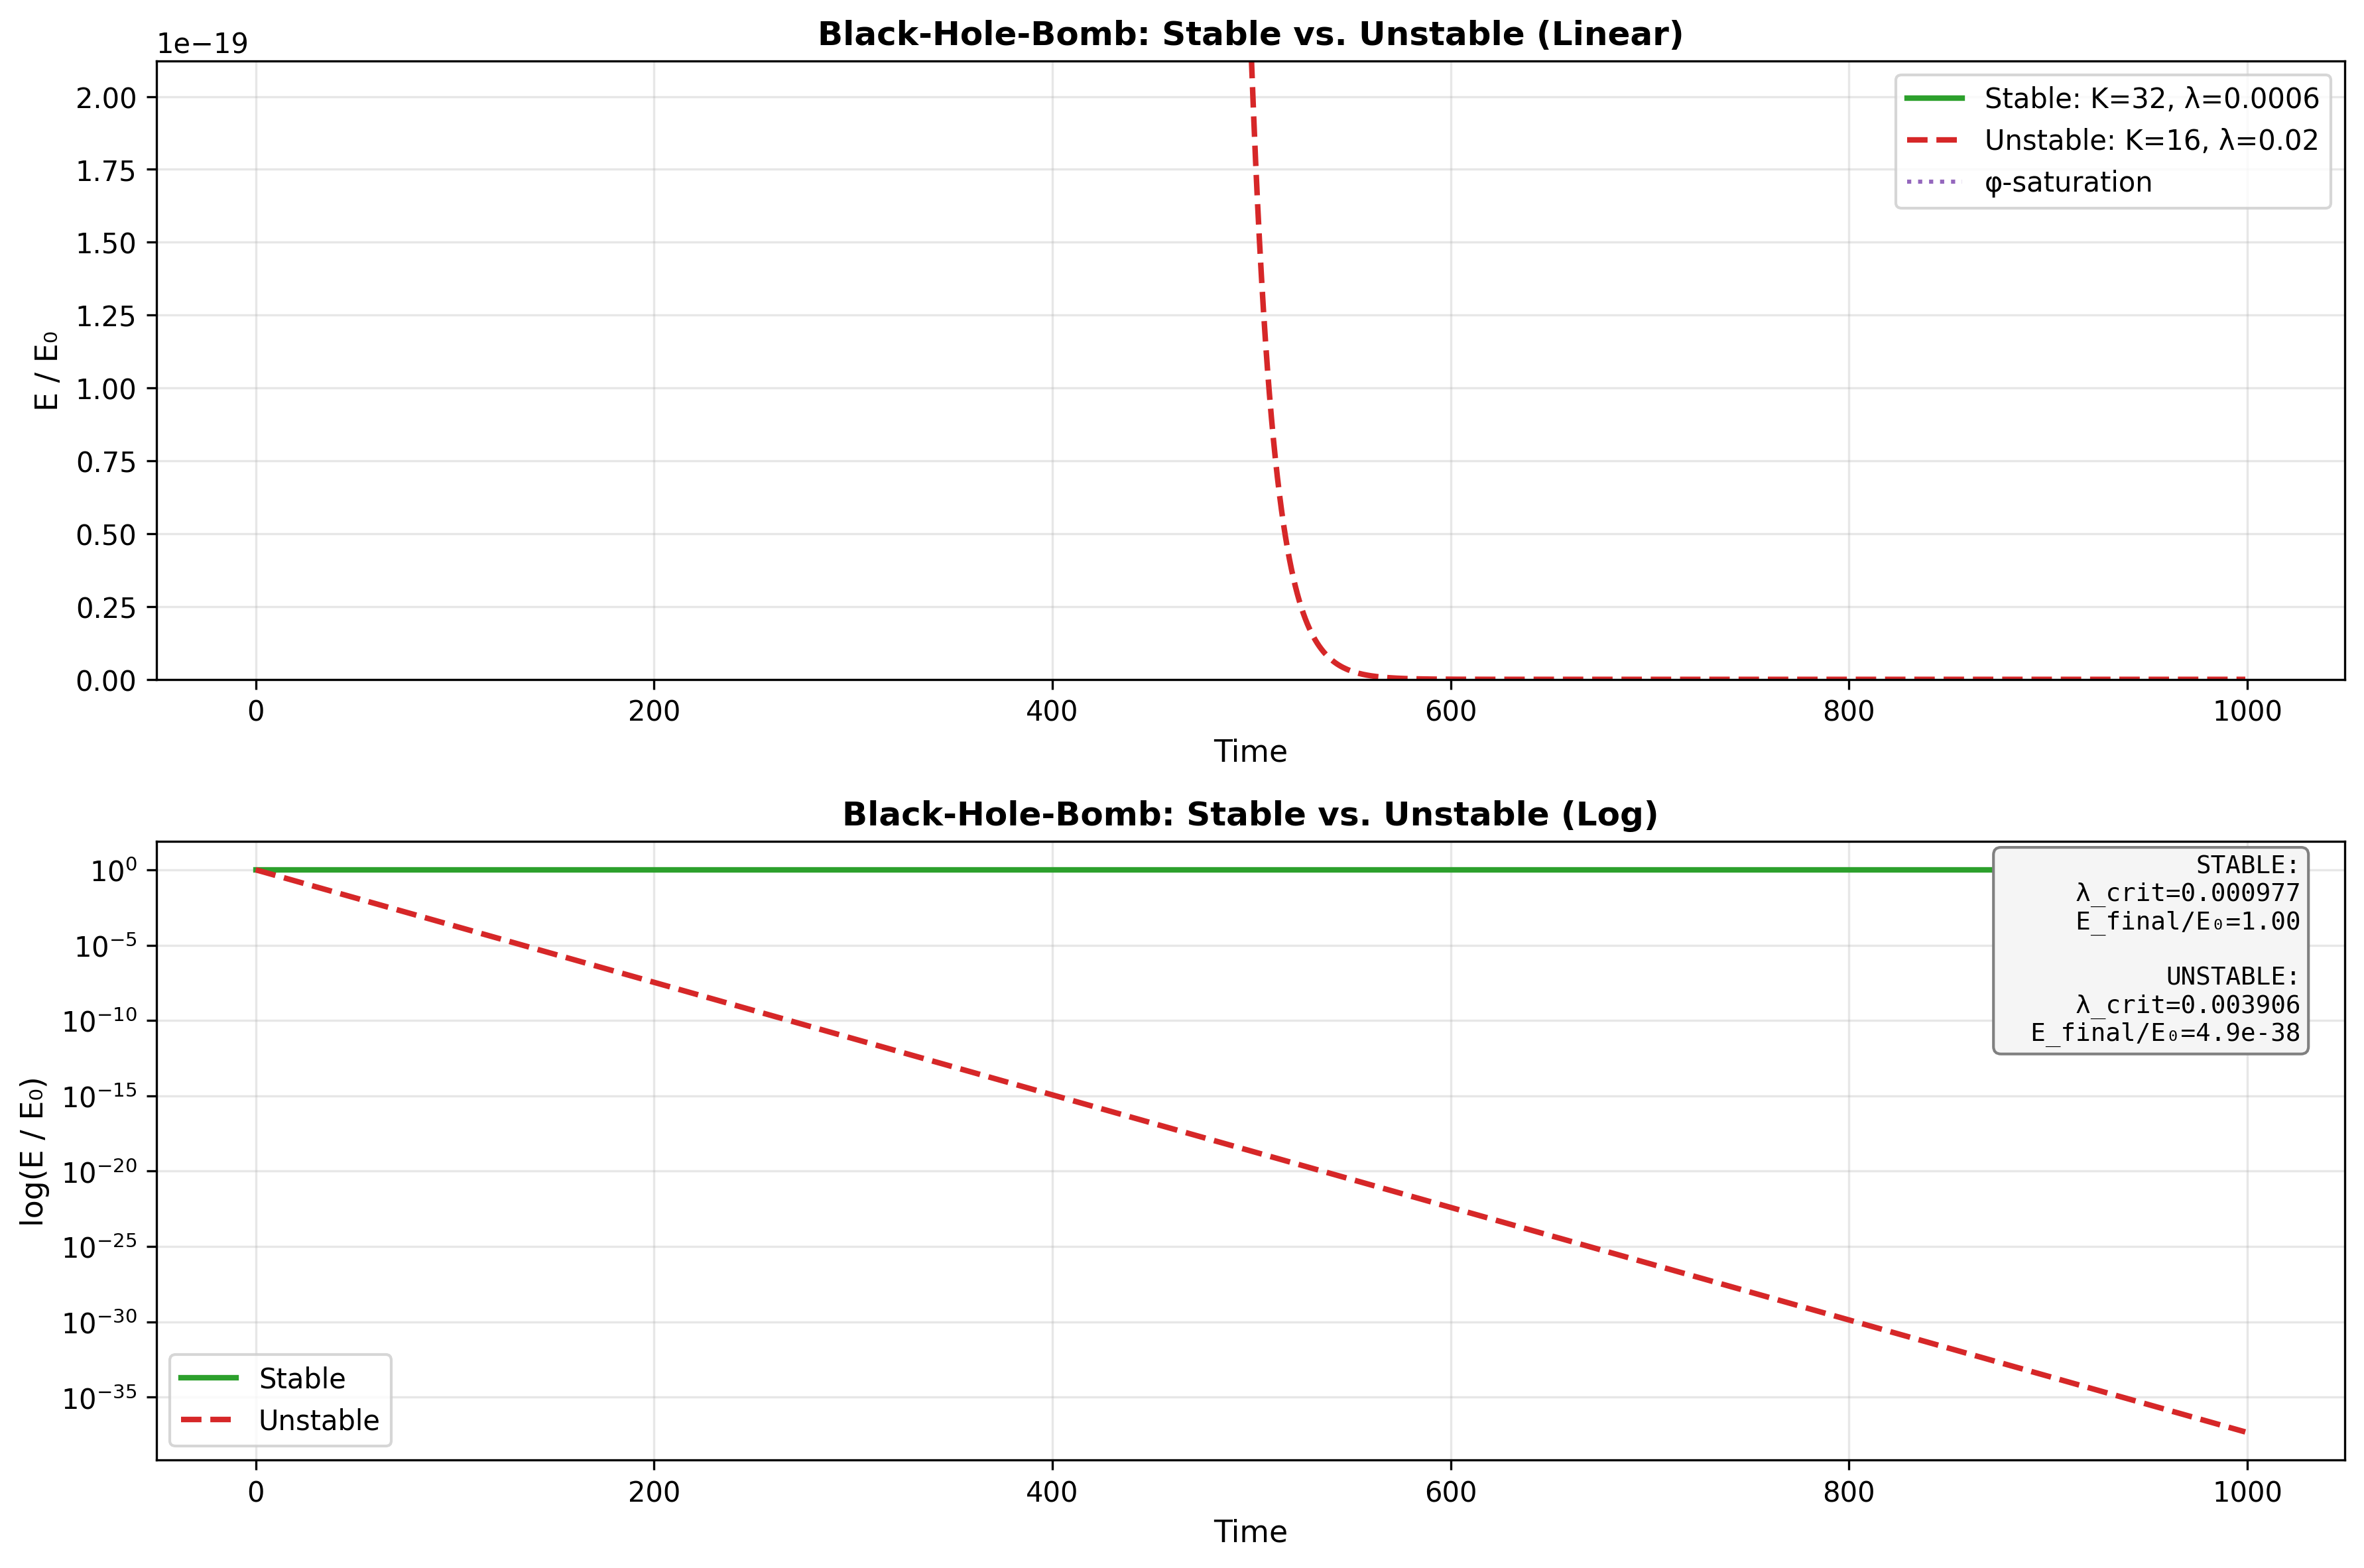 Black-Hole-Bomb: Stable vs. Unstable (Linear)
1e−19
2.00
1.75
1.50
1.25
1.00
0.75
0.50
0.25
0.00
E / E₀
Stable: K=32, λ=0.0006
Unstable: K=16, λ=0.02
φ-saturation
0 200 400 600 800 1000
Time
Black-Hole-Bomb: Stable vs. Unstable (Log)
10⁰
10⁻⁵
10⁻¹⁰
10⁻¹⁵
10⁻²⁰
10⁻²⁵
10⁻³⁰
10⁻³⁵
log(E / E₀)
STABLE:
λ_crit=0.000977
E_final/E₀=1.00
UNSTABLE:
λ_crit=0.003906
E_final/E₀=4.9e-38
Stable
Unstable
0 200 400 600 800 1000
Time